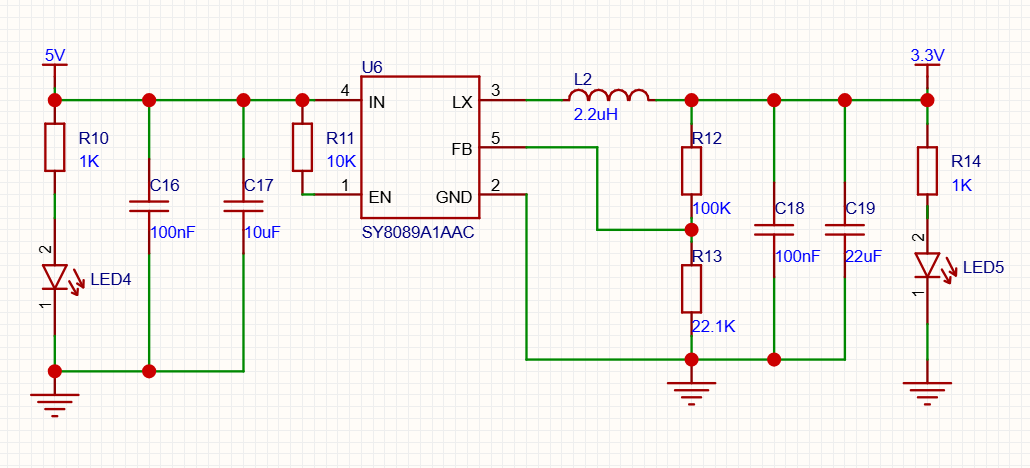 5V
3.3V
U6
4
IN
LX
3
L2
2.2uH
R10
1K
R11
10K
FB
5
R12
100K
R14
1K
C16
100nF
C17
10uF
1
EN
GND
2
SY8089A1AAC
C18
100nF
C19
22uF
2
LED4
1
R13
22.1K
2
LED5
1